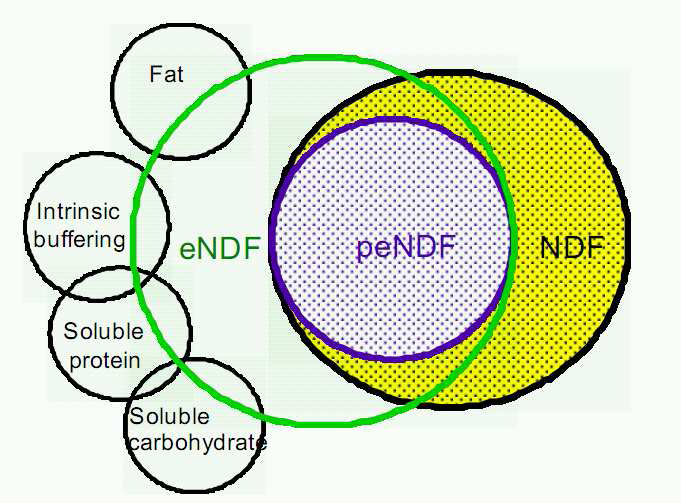 Fat
Intrinsic
buffering
eNDF
peNDF
NDF
Soluble
protein
Soluble
carbohydrate